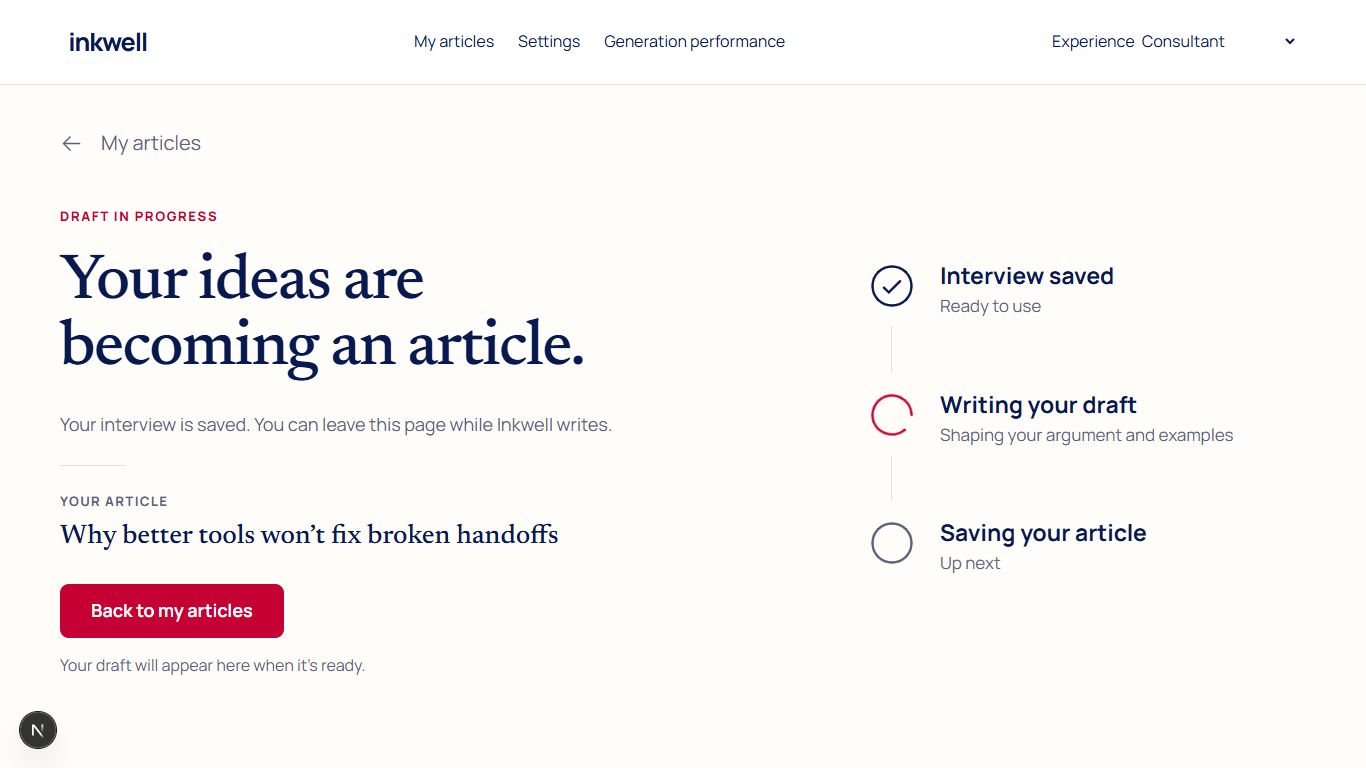 inkwell
My articles Settings Generation performance
Experience Consultant
← My articles
DRAFT IN PROGRESS
Your ideas are
becoming an article.
Your interview is saved. You can leave this page while Inkwell writes.
YOUR ARTICLE
Why better tools won’t fix broken handoffs
Back to my articles
Your draft will appear here when it’s ready.
Interview saved
Ready to use
Writing your draft
Shaping your argument and examples
Saving your article
Up next
N